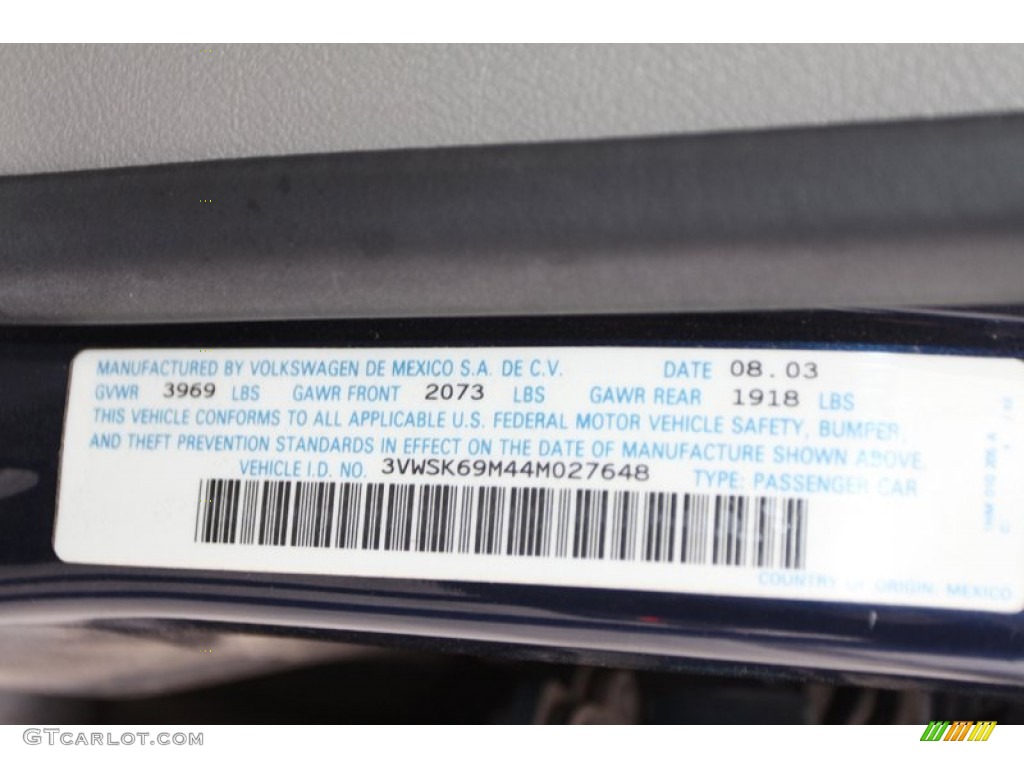 MANUFACTURED BY VOLKSWAGEN DE MEXICO S.A. DE C.V. DATE 08.03
GVWR 3969 LBS GAWR FRONT 2073 LBS GAWR REAR 1918 LBS
THIS VEHICLE CONFORMS TO ALL APPLICABLE U.S. FEDERAL MOTOR VEHICLE SAFETY, BUMPER,
AND THEFT PREVENTION STANDARDS IN EFFECT ON THE DATE OF MANUFACTURE SHOWN ABOVE.
VEHICLE I.D. NO. 3VWSK69M44M027648 TYPE: PASSENGER CAR
COUNTRY OF ORIGIN: MEXICO
GTCarLot.com